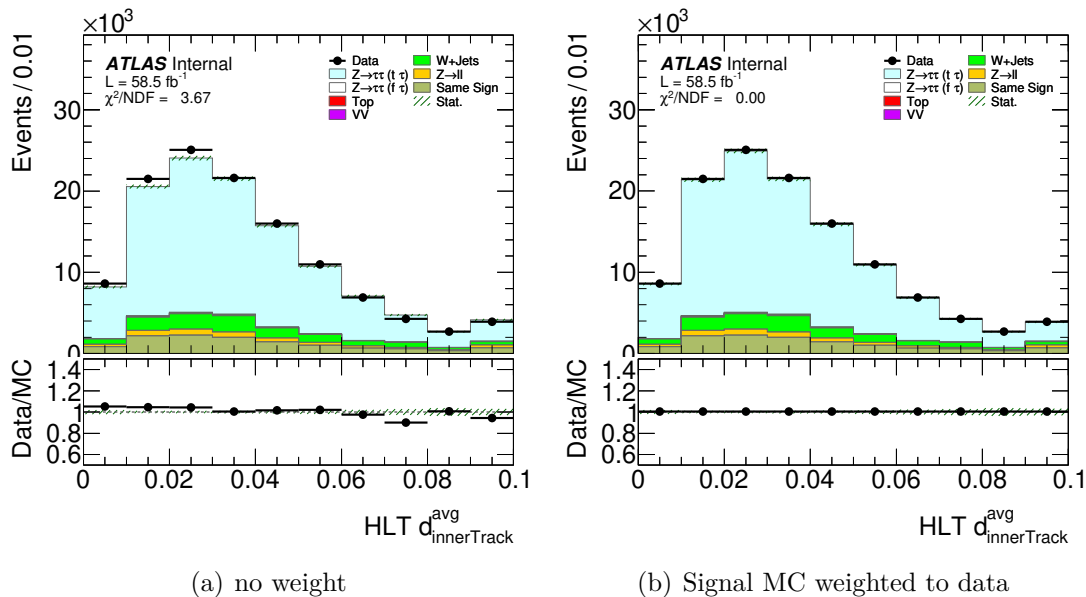 ×10³
Events / 0.01
ATLAS Internal
L = 58.5 fb⁻¹
χ²/NDF = 3.67
Data
Z→ττ (t τ)
Z→ττ (f τ)
Top
VV
W+Jets
Z→ll
Same Sign
Stat.
30
20
10
0
Data/MC
1.4
1.2
1
0.8
0.6
0 0.02 0.04 0.06 0.08 0.1
HLT d^avg_innerTrack
(a) no weight
×10³
Events / 0.01
ATLAS Internal
L = 58.5 fb⁻¹
χ²/NDF = 0.00
Data
Z→ττ (t τ)
Z→ττ (f τ)
Top
VV
W+Jets
Z→ll
Same Sign
Stat.
30
20
10
0
Data/MC
1.4
1.2
1
0.8
0.6
0 0.02 0.04 0.06 0.08 0.1
HLT d^avg_innerTrack
(b) Signal MC weighted to data